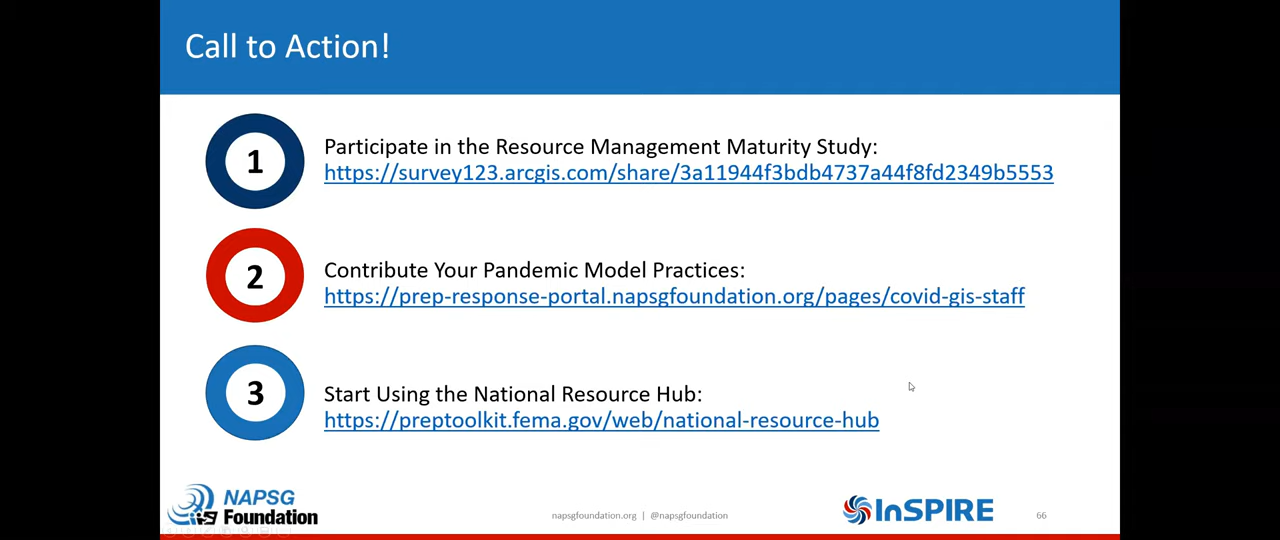 Call to Action!
1
Participate in the Resource Management Maturity Study:
https://survey123.arcgis.com/share/3a11944f3bdb4737a44f8fd2349b5553
2
Contribute Your Pandemic Model Practices:
https://prep-response-portal.napsgfoundation.org/pages/covid-gis-staff
3
Start Using the National Resource Hub:
https://preptoolkit.fema.gov/web/national-resource-hub
NAPSG
Foundation
napsgfoundation.org | @napsgfoundation
InSPIRE
66